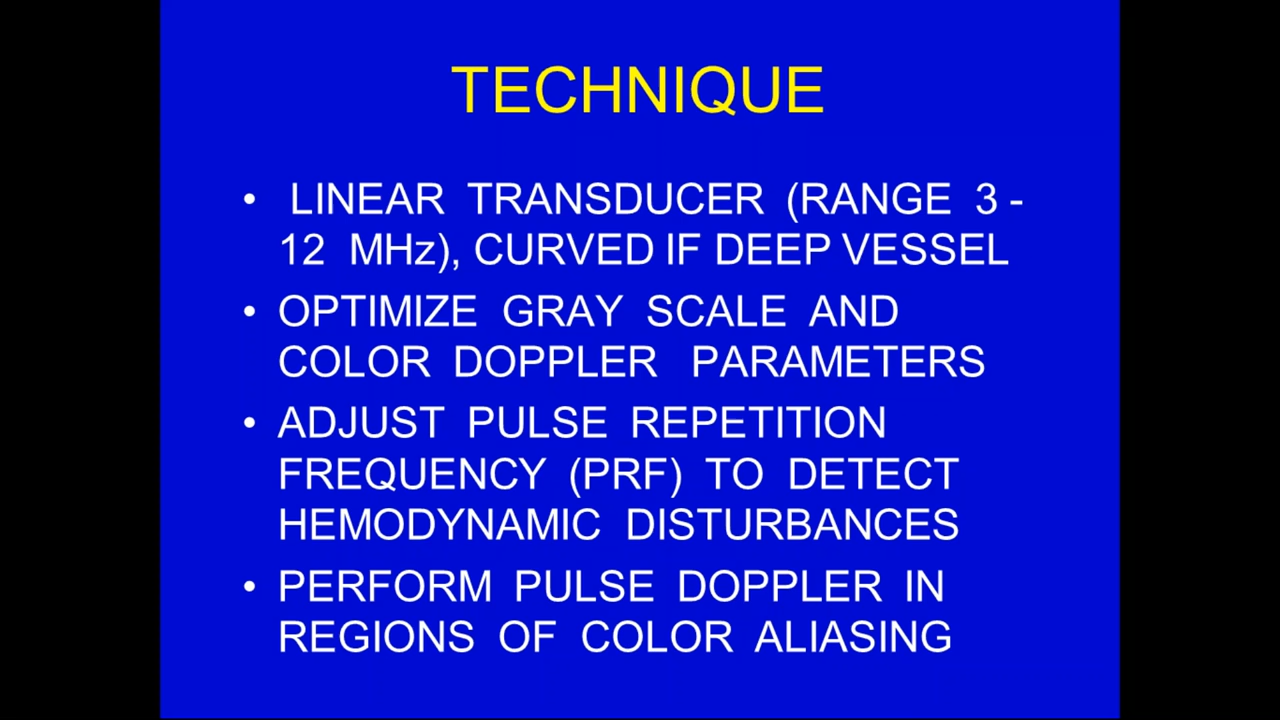 TECHNIQUE
• LINEAR TRANSDUCER (RANGE 3 -
12 MHz), CURVED IF DEEP VESSEL
• OPTIMIZE GRAY SCALE AND
COLOR DOPPLER PARAMETERS
• ADJUST PULSE REPETITION
FREQUENCY (PRF) TO DETECT
HEMODYNAMIC DISTURBANCES
• PERFORM PULSE DOPPLER IN
REGIONS OF COLOR ALIASING